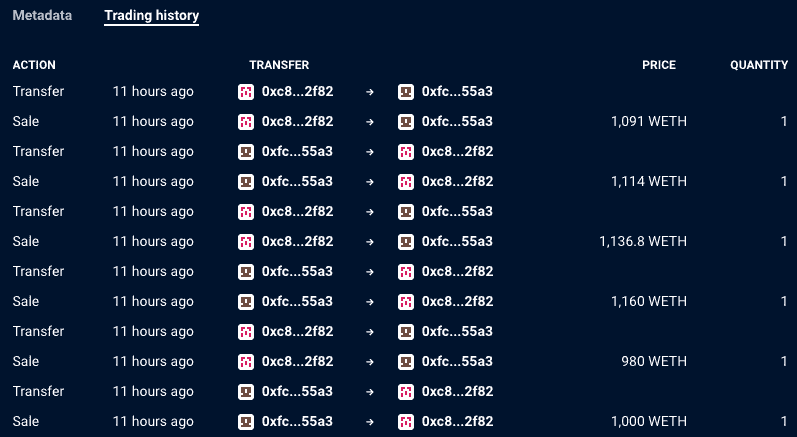 Metadata Trading history
ACTION TRANSFER PRICE QUANTITY
Transfer 11 hours ago 0xc8...2f82 → 0xfc...55a3
Sale 11 hours ago 0xc8...2f82 → 0xfc...55a3 1,091 WETH 1
Transfer 11 hours ago 0xfc...55a3 → 0xc8...2f82
Sale 11 hours ago 0xfc...55a3 → 0xc8...2f82 1,114 WETH 1
Transfer 11 hours ago 0xc8...2f82 → 0xfc...55a3
Sale 11 hours ago 0xc8...2f82 → 0xfc...55a3 1,136.8 WETH 1
Transfer 11 hours ago 0xfc...55a3 → 0xc8...2f82
Sale 11 hours ago 0xfc...55a3 → 0xc8...2f82 1,160 WETH 1
Transfer 11 hours ago 0xc8...2f82 → 0xfc...55a3
Sale 11 hours ago 0xc8...2f82 → 0xfc...55a3 980 WETH 1
Transfer 11 hours ago 0xfc...55a3 → 0xc8...2f82
Sale 11 hours ago 0xfc...55a3 → 0xc8...2f82 1,000 WETH 1